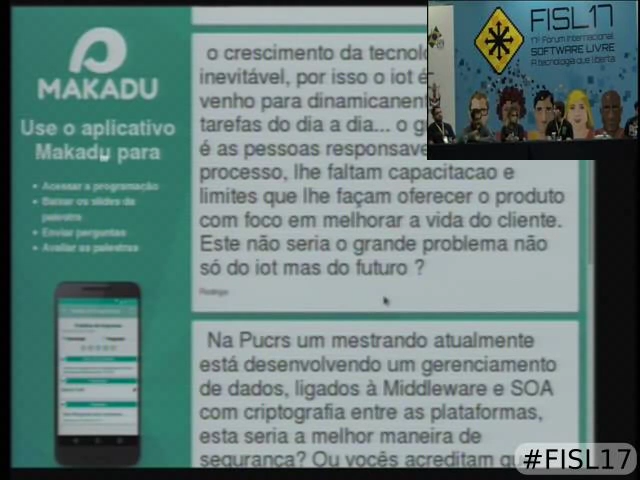 MAKADU
Use o aplicativo
Makadu para
Acessar a programação
Baixar os slides da
palestra
Enviar perguntas
Avaliar as palestras
o crescimento da tecnolo
inevitável, por isso o iot é
venho para dinamicanent
tarefas do dia a dia... o g
é as pessoas responsave
processo, lhe faltam capacitacao e
limites que lhe façam oferecer o produto
com foco em melhorar a vida do cliente.
Este não seria o grande problema não
só do iot mas do futuro ?
Rodrigo
Na Pucrs um mestrando atualmente
está desenvolvendo um gerenciamento
de dados, ligados à Middleware e SOA
com criptografia entre as plataformas,
esta seria a melhor maneira de
segurança? Ou vocês acreditam qu
FISL17
17º Fórum Internacional
SOFTWARE LIVRE
A tecnologia que liberta
#FISL17